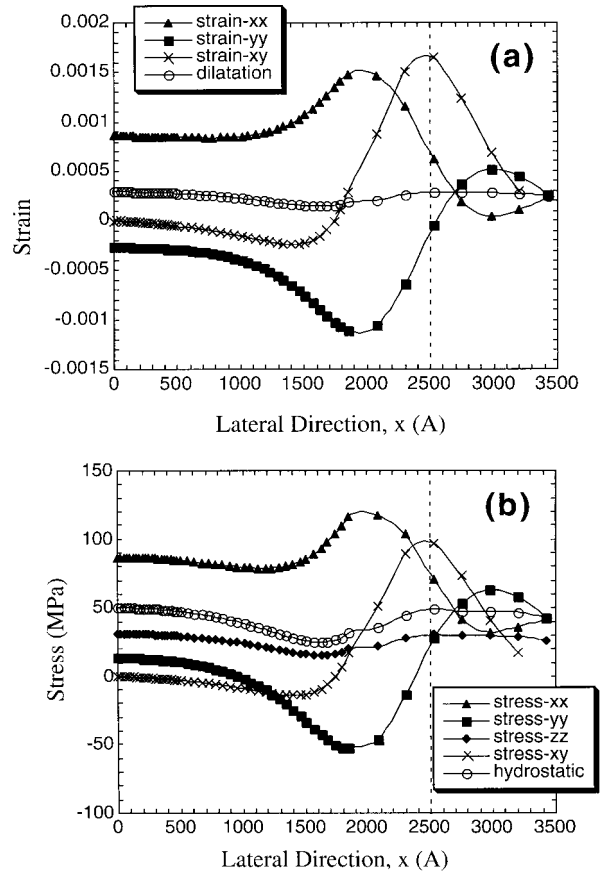 strain-xx
strain-yy
strain-xy
dilatation
(a)
0.002
0.0015
0.001
0.0005
0
-0.0005
-0.001
-0.0015
Strain
0 500 1000 1500 2000 2500 3000 3500
Lateral Direction, x (A)
(b)
150
100
50
0
-50
-100
Stress (MPa)
stress-xx
stress-yy
stress-zz
stress-xy
hydrostatic
0 500 1000 1500 2000 2500 3000 3500
Lateral Direction, x (A)